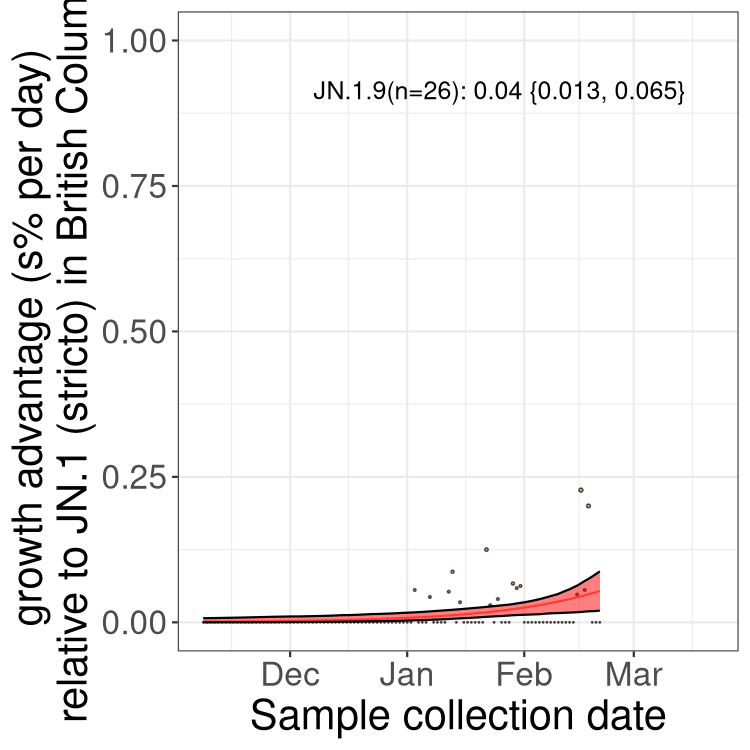 growth advantage (s% per day)
relative to JN.1 (stricto) in British Colum
1.00
0.75
0.50
0.25
0.00
JN.1.9(n=26): 0.04 {0.013, 0.065}
Dec Jan Feb Mar
Sample collection date